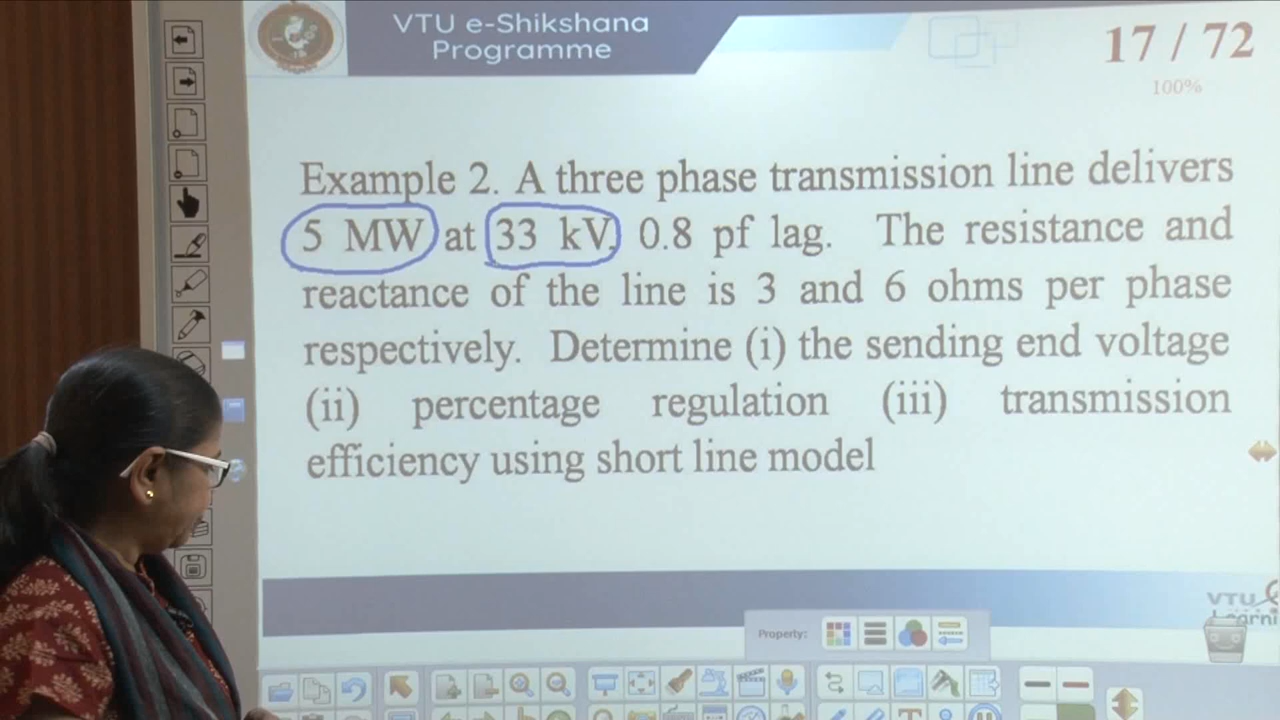 VTU e-Shikshana
Programme
17 / 72
100%
Example 2. A three phase transmission line delivers
5 MW at 33 kV, 0.8 pf lag. The resistance and
reactance of the line is 3 and 6 ohms per phase
respectively. Determine (i) the sending end voltage
(ii) percentage regulation (iii) transmission
efficiency using short line model
VTU
Property: